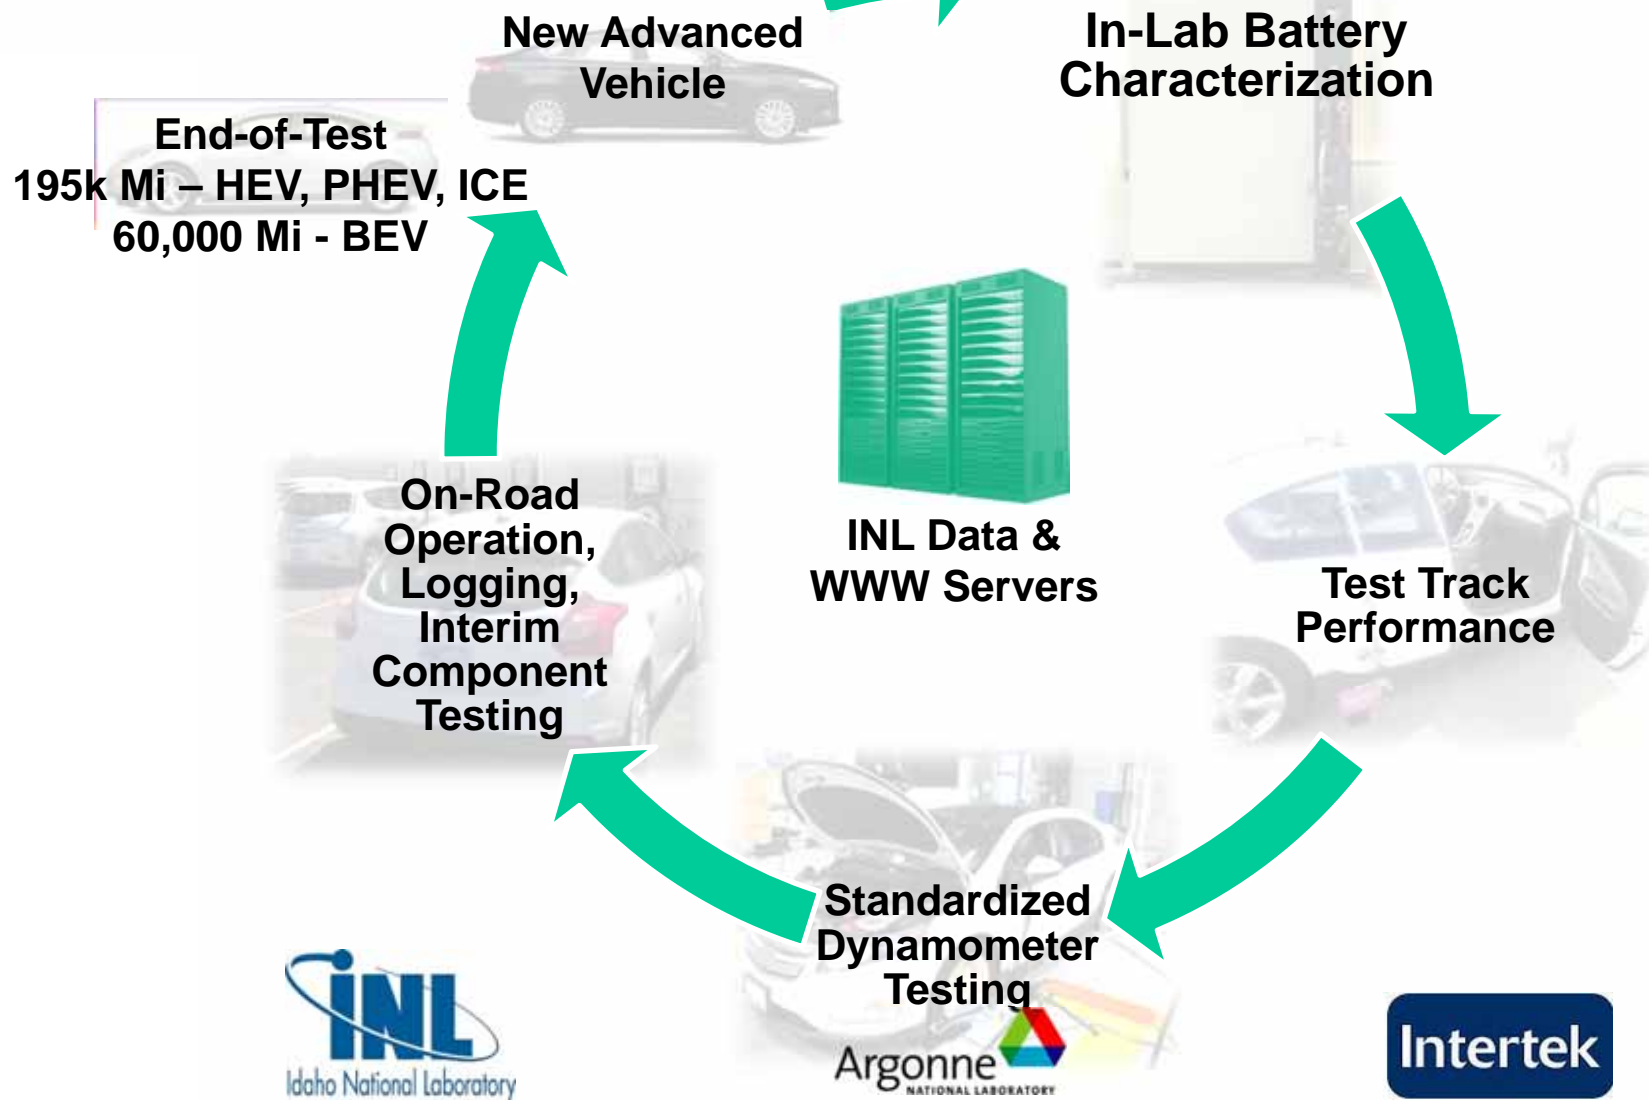 New Advanced
Vehicle
In-Lab Battery
Characterization
End-of-Test
195k Mi – HEV, PHEV, ICE
60,000 Mi - BEV
INL Data &
WWW Servers
On-Road
Operation,
Logging,
Interim
Component
Testing
Test Track
Performance
Standardized
Dynamometer
Testing
INL
Idaho National Laboratory
Argonne
NATIONAL LABORATORY
Intertek